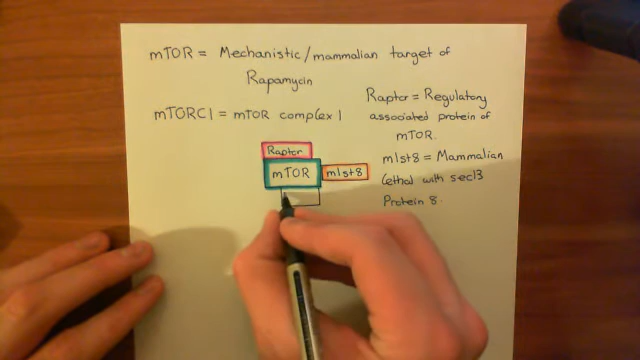 mTOR = Mechanistic/mammalian target of
Rapamycin
mTORC1 = mTOR complex 1
Raptor = Regulatory
associated protein of
mTOR.
mlst8 = Mammalian
lethal with sec13
Protein 8.
Raptor
mTOR
mlst8